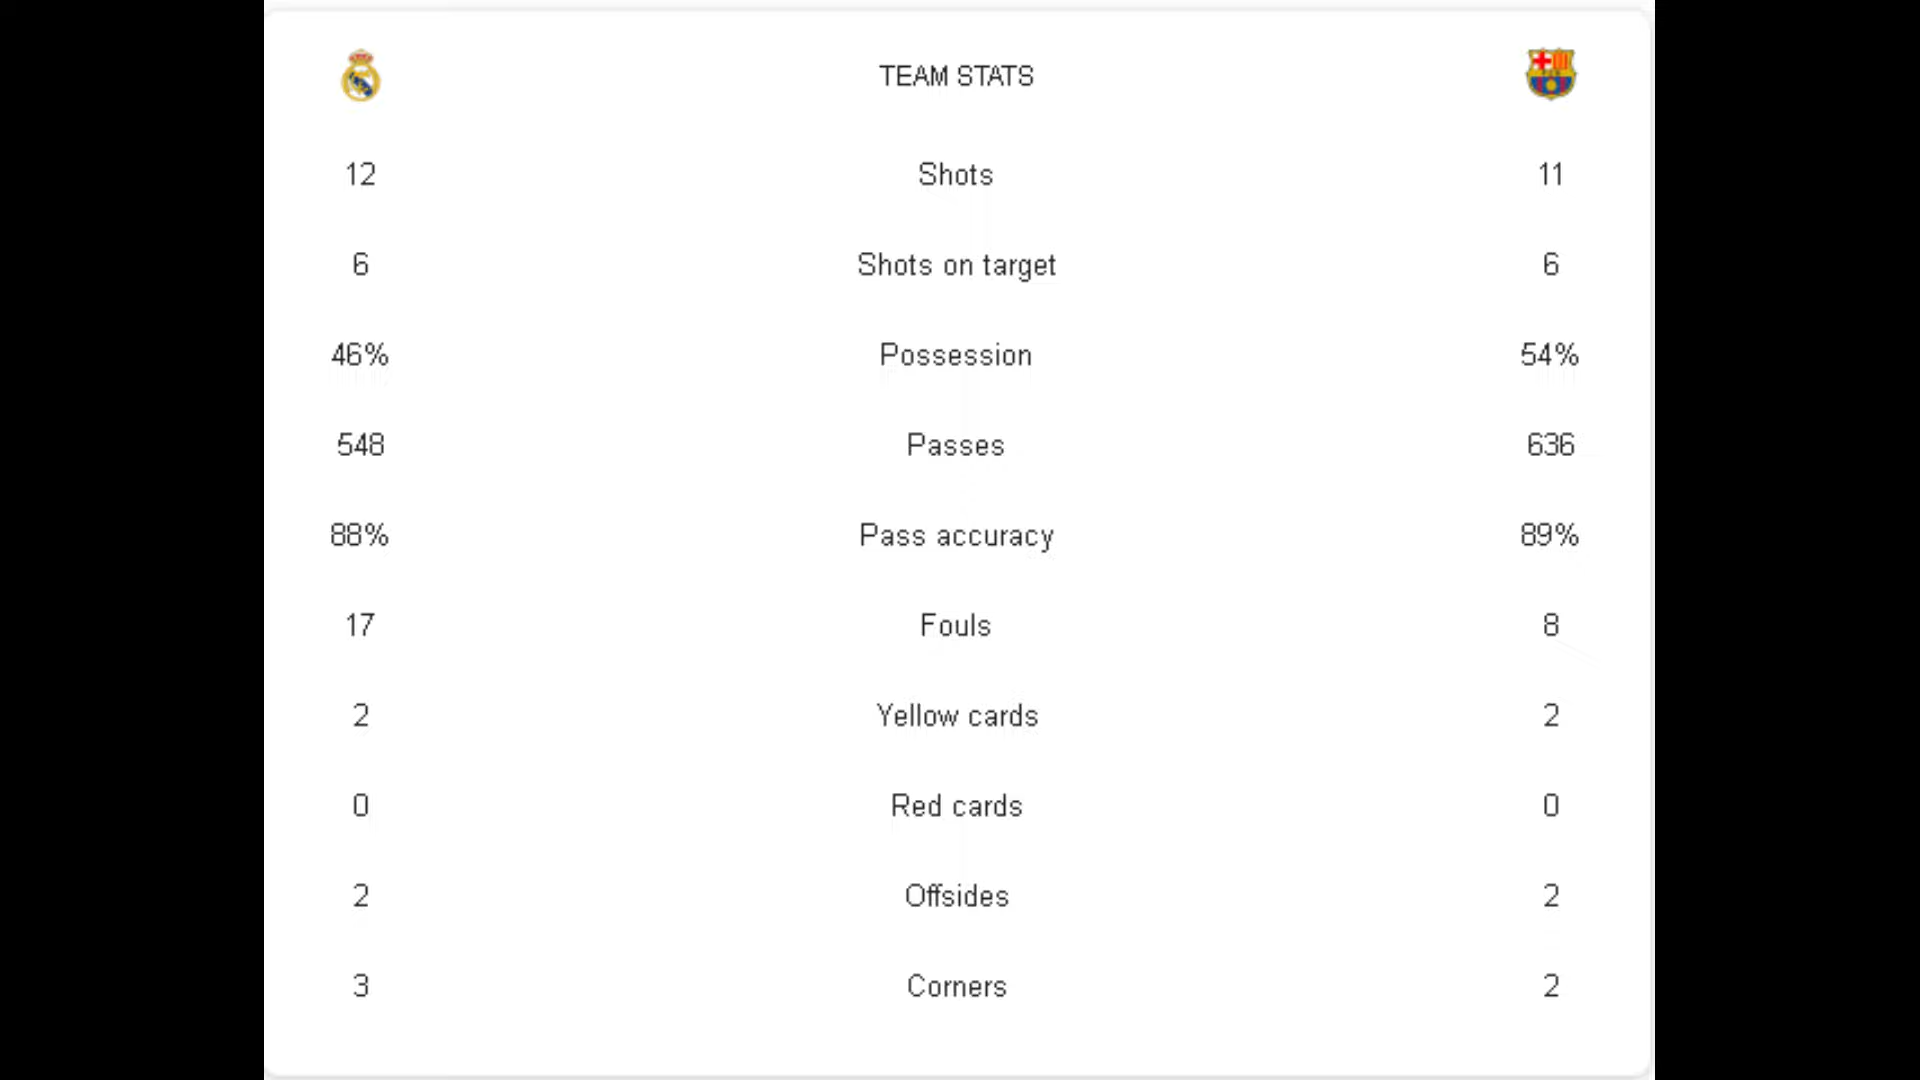 TEAM STATS
12 Shots 11
6 Shots on target 6
46% Possession 54%
548 Passes 636
88% Pass accuracy 89%
17 Fouls 8
2 Yellow cards 2
0 Red cards 0
2 Offsides 2
3 Corners 2